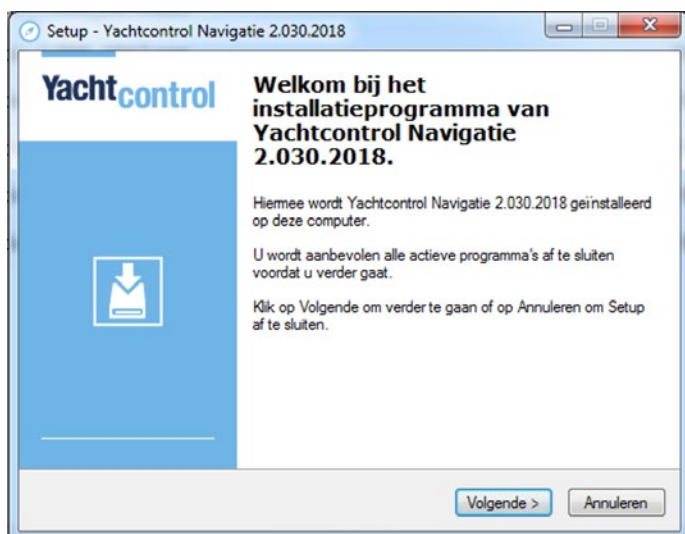 Setup - Yachtcontrol Navigatie 2.030.2018
Yachtcontrol
Welkom bij het
installatieprogramma van
Yachtcontrol Navigatie
2.030.2018.
Hiermee wordt Yachtcontrol Navigatie 2.030.2018 geïnstalleerd
op deze computer.
U wordt aanbevolen alle actieve programma's af te sluiten
voordat u verder gaat.
Klik op Volgende om verder te gaan of op Annuleren om Setup
af te sluiten.
Volgende >
Annuleren